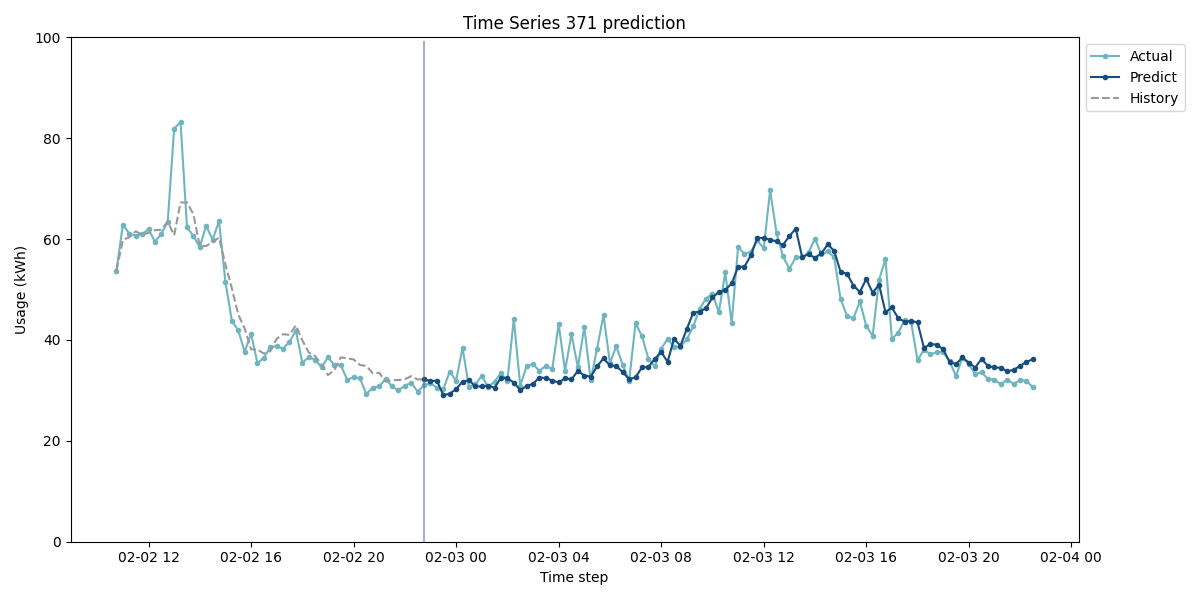 Time Series 371 prediction
100
80
60
40
20
0
Usage (kWh)
02-02 12
02-02 16
02-02 20
02-03 00
02-03 04
02-03 08
02-03 12
02-03 16
02-03 20
02-04 00
Time step
Actual
Predict
History